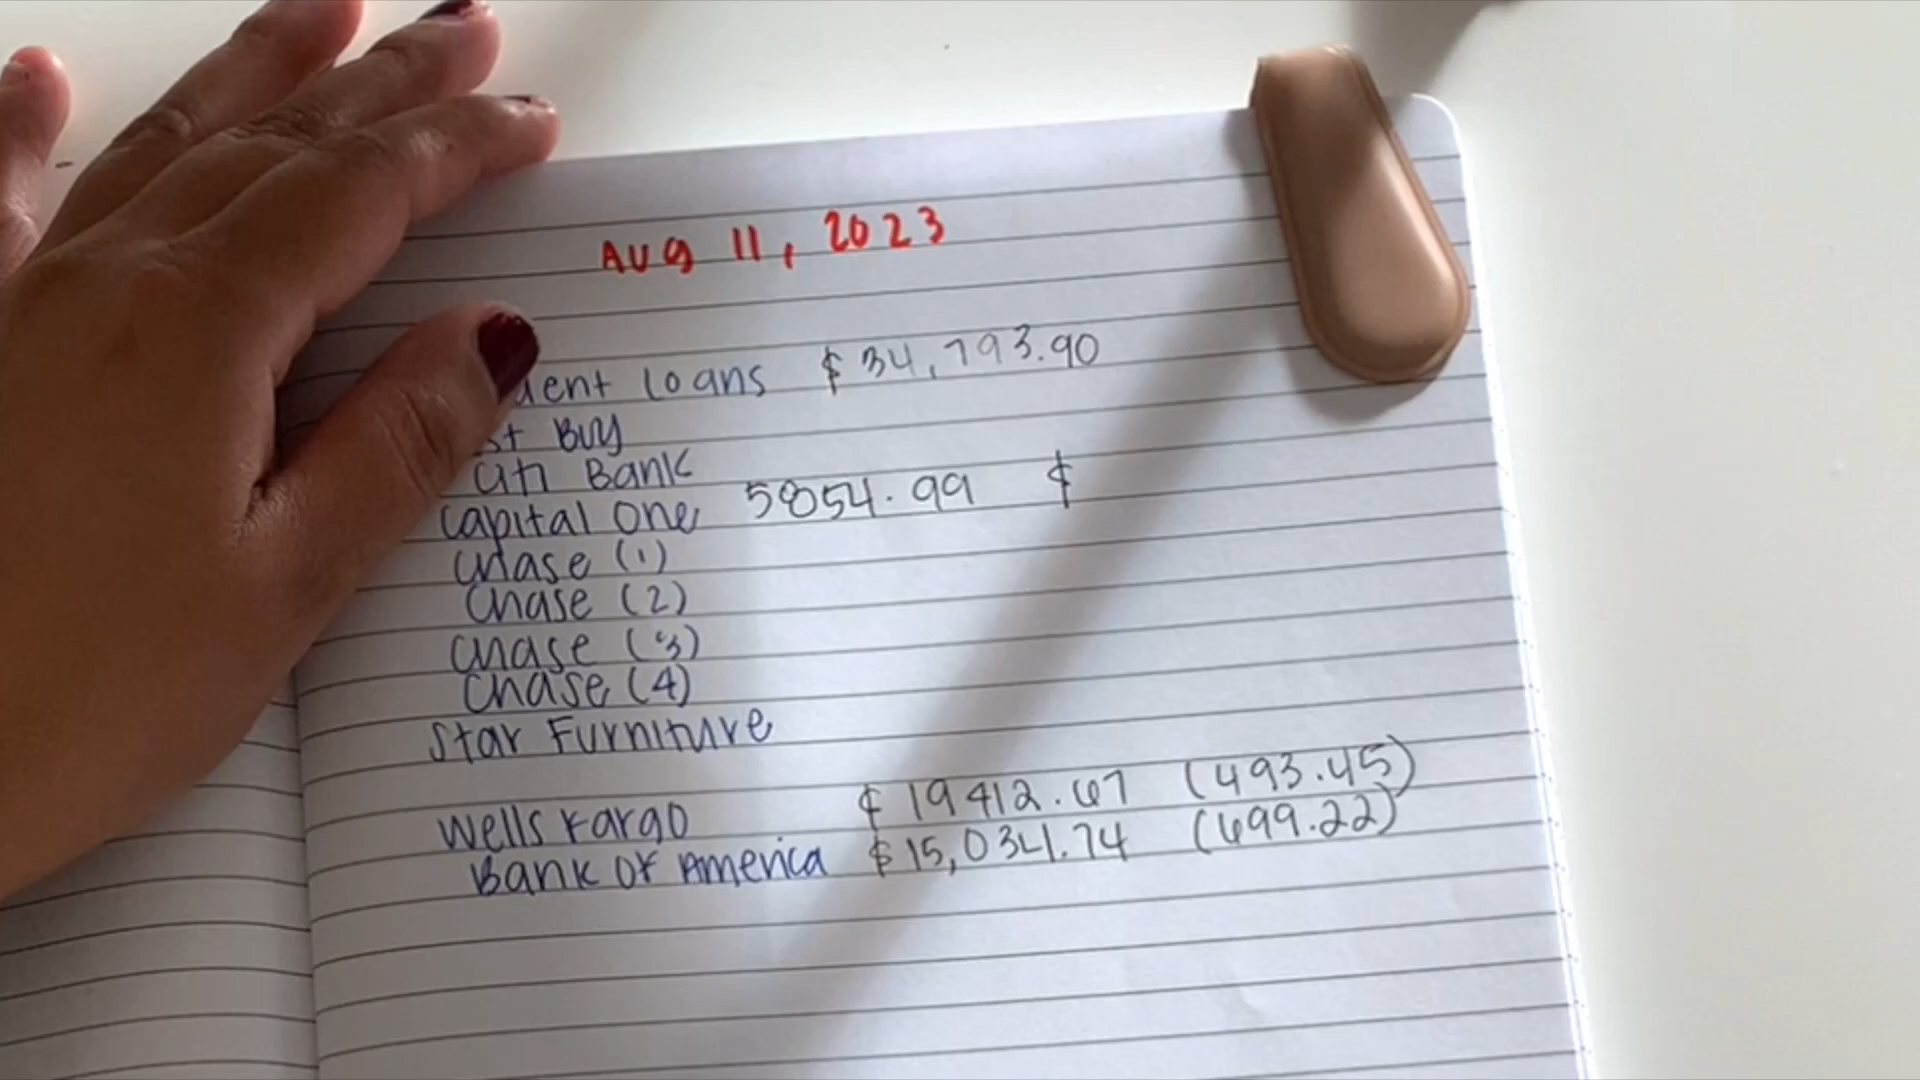 Aug 11, 2023
dent Loans $ 34,793.90
st Buy
Citi Bank
Capital One 5854.99 $
Chase (1)
Chase (2)
Chase (3)
Chase (4)
Star Furniture
Wells Fargo $ 19412.67 (493.45)
Bank of America $ 15,034.74 (699.22)